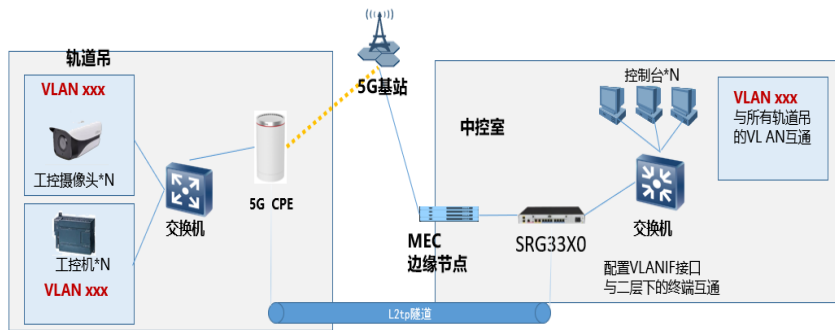 轨道吊
VLAN xxx
工控摄像头*N
工控机*N
VLAN xxx
交换机
5G CPE
5G基站
中控室
控制台*N
VLAN xxx
与所有轨道吊
的VL AN互通
MEC
边缘节点
SRG33X0
交换机
配置VLANIF接口
与二层下的终端互通
L2tp隧道